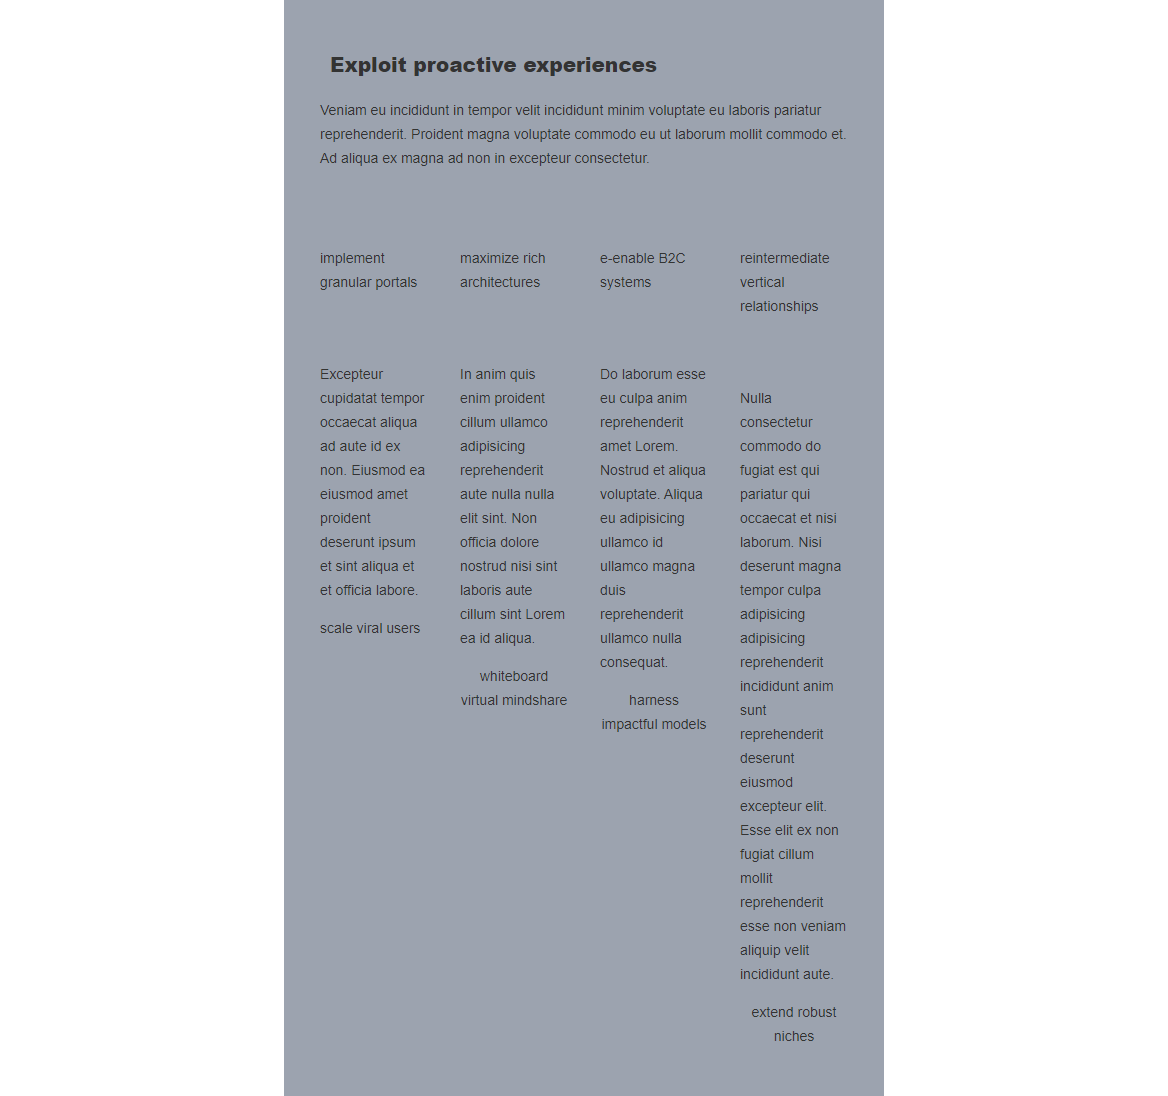 Exploit proactive experiences
Veniam eu incididunt in tempor velit incididunt minim voluptate eu laboris pariatur
reprehenderit. Proident magna voluptate commodo eu ut laborum mollit commodo et.
Ad aliqua ex magna ad non in excepteur consectetur.
implement
granular portals
Excepteur
cupidatat tempor
occaecat aliqua
ad aute id ex
non. Eiusmod ea
eiusmod amet
proident
deserunt ipsum
et sint aliqua et
et officia labore.
scale viral users
maximize rich
architectures
In anim quis
enim proident
cillum ullamco
adipisicing
reprehenderit
aute nulla nulla
elit sint. Non
officia dolore
nostrud nisi sint
laboris aute
cillum sint Lorem
ea id aliqua.
whiteboard
virtual mindshare
e-enable B2C
systems
Do laborum esse
eu culpa anim
reprehenderit
amet Lorem.
Nostrud et aliqua
voluptate. Aliqua
eu adipisicing
ullamco id
ullamco magna
duis
reprehenderit
ullamco nulla
consequat.
harness
impactful models
reintermediate
vertical
relationships
Nulla
consectetur
commodo do
fugiat est qui
pariatur qui
occaecat et nisi
laborum. Nisi
deserunt magna
tempor culpa
adipisicing
adipisicing
reprehenderit
incididunt anim
sunt
reprehenderit
deserunt
eiusmod
excepteur elit.
Esse elit ex non
fugiat cillum
mollit
reprehenderit
esse non veniam
aliquip velit
incididunt aute.
extend robust
niches